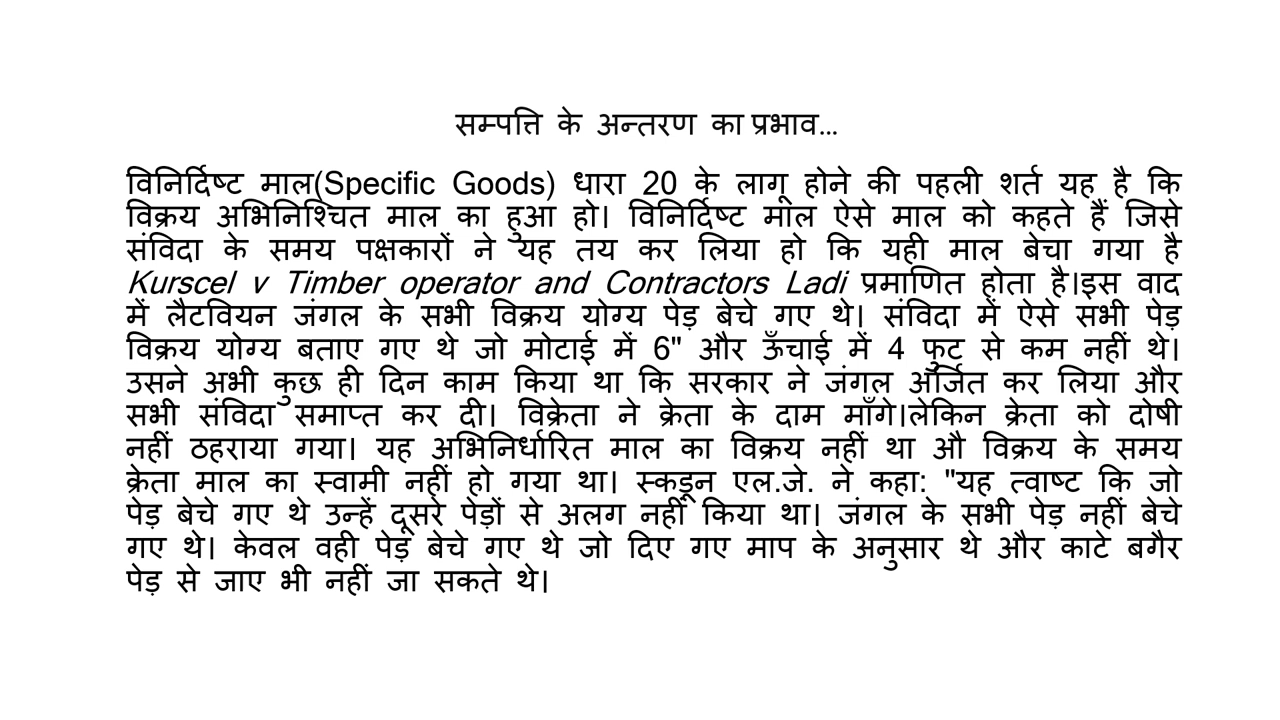 सम्पत्ति के अन्तरण का प्रभाव...
विनिर्दिष्ट माल(Specific Goods) धारा 20 के लागू होने की पहली शर्त यह है कि
विक्रय अभिनिश्चित माल का हुआ हो। विनिर्दिष्ट माल ऐसे माल को कहते हैं जिसे
संविदा के समय पक्षकारों ने यह तय कर लिया हो कि यही माल बेचा गया है
Kurscel v Timber operator and Contractors Ladi प्रमाणित होता है।इस वाद
में लैटवियन जंगल के सभी विक्रय योग्य पेड़ बेचे गए थे। संविदा में ऐसे सभी पेड़
विक्रय योग्य बताए गए थे जो मोटाई में 6" और ऊँचाई में 4 फुट से कम नहीं थे।
उसने अभी कुछ ही दिन काम किया था कि सरकार ने जंगल अर्जित कर लिया और
सभी संविदा समाप्त कर दी। विक्रेता ने क्रेता के दाम माँगे।लेकिन क्रेता को दोषी
नहीं ठहराया गया। यह अभिनिर्धारित माल का विक्रय नहीं था औ विक्रय के समय
क्रेता माल का स्वामी नहीं हो गया था। स्कडून एल.जे. ने कहा: "यह त्वाष्ट कि जो
पेड़ बेचे गए थे उन्हें दूसरे पेड़ों से अलग नहीं किया था। जंगल के सभी पेड़ नहीं बेचे
गए थे। केवल वही पेड़ बेचे गए थे जो दिए गए माप के अनुसार थे और काटे बगैर
पेड़ से जाए भी नहीं जा सकते थे।